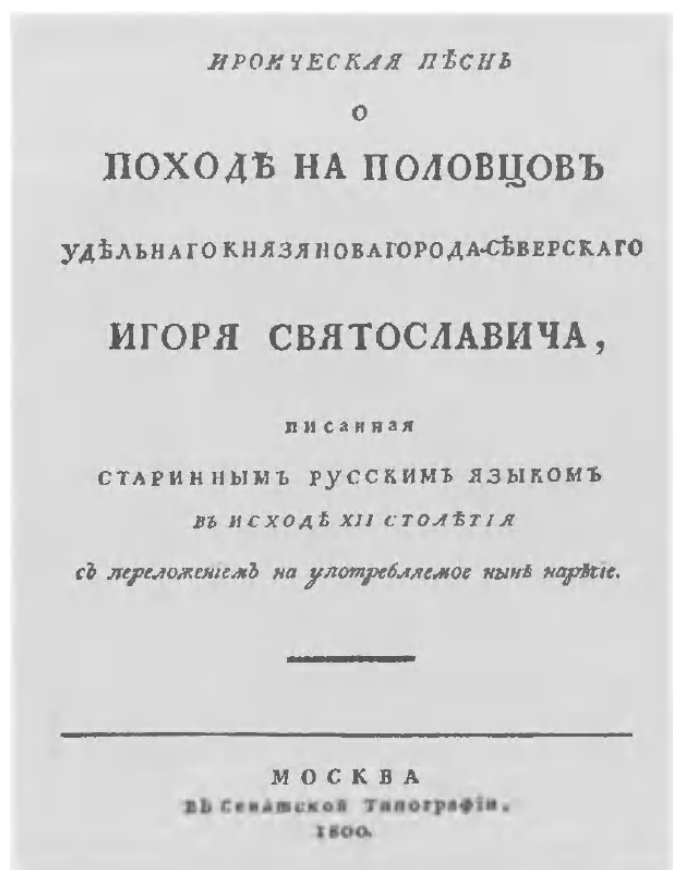 ИРОИЧЕСКАЯ ПѢСНЬ
О
ПОХОДѢ НА ПОЛОВЦОВЪ
УДѢЛЬНАГО КНЯЗЯ НОВАГОРОДА-СѢВЕРСКАГО
ИГОРЯ СВЯТОСЛАВИЧА,
писанная
СТАРИННЫМЪ РУССКИМЪ ЯЗЫКОМЪ
ВЪ ИСХОДѢ XII СТОЛѢТІЯ
съ переложеніемъ на употребляемое нынѣ нарѣчіе.
МОСКВА
Въ Сенатской Типографіи,
1800.